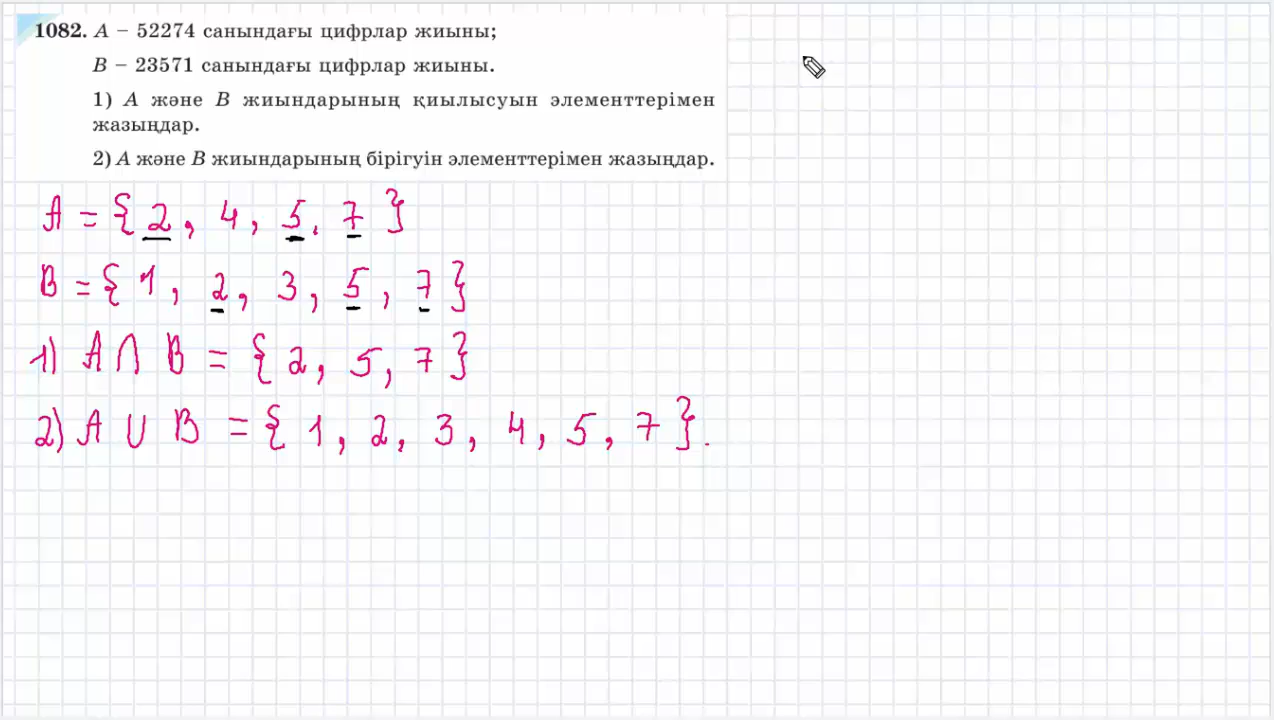 1082. A – 52274 санындағы цифрлар жиыны;
B – 23571 санындағы цифрлар жиыны.
1) A және B жиындарының қиылысуын элементтерімен
жазыңдар.
2) A және B жиындарының бірігуін элементтерімен жазыңдар.
A = { 2, 4, 5, 7 }
B = { 1, 2, 3, 5, 7 }
1) A ∩ B = { 2, 5, 7 }
2) A ∪ B = { 1, 2, 3, 4, 5, 7 }.